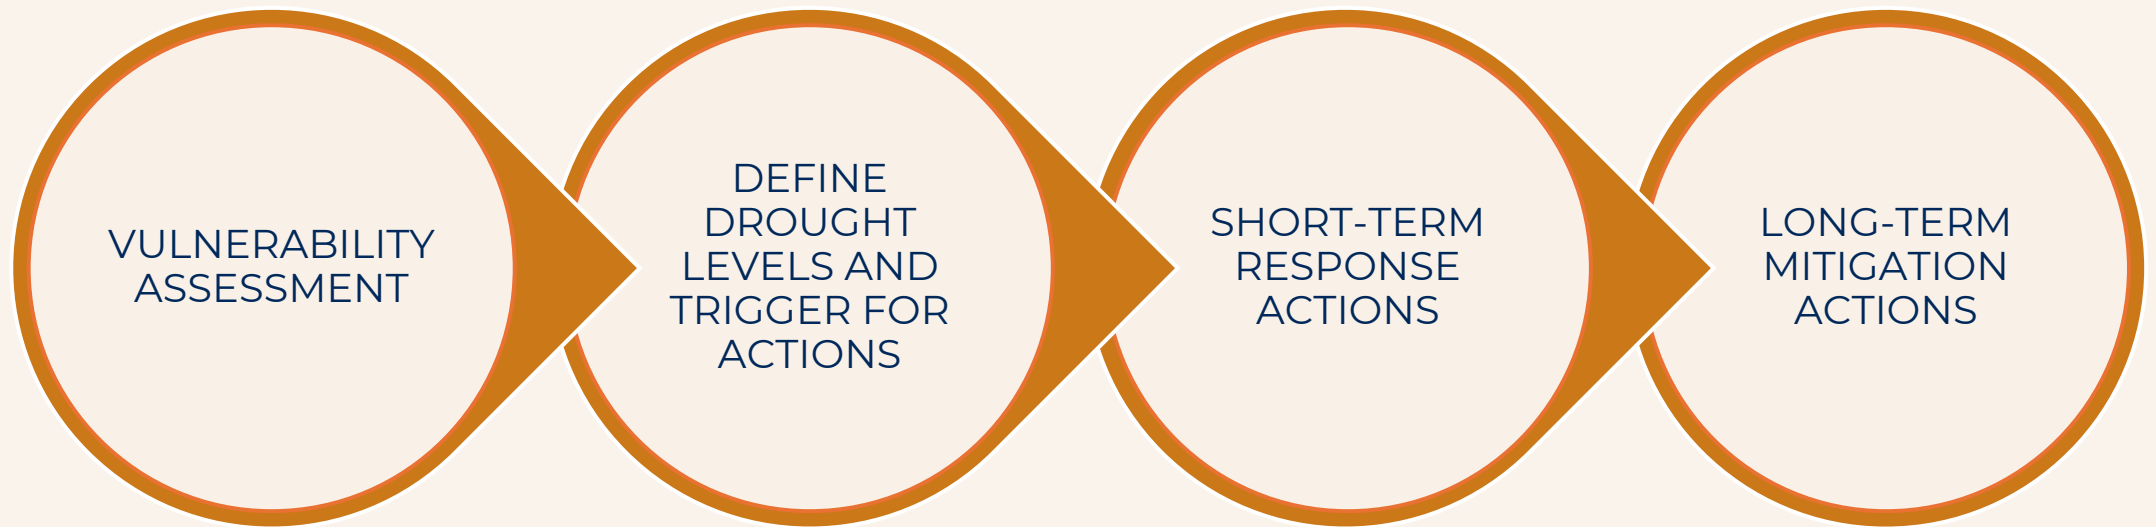 VULNERABILITY
ASSESSMENT
DEFINE
DROUGHT
LEVELS AND
TRIGGER FOR
ACTIONS
SHORT-TERM
RESPONSE
ACTIONS
LONG-TERM
MITIGATION
ACTIONS